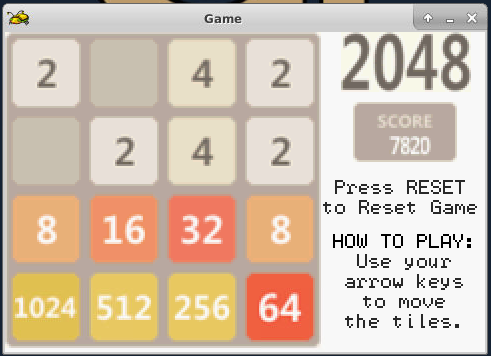 Game
2 4 2
2 4 2
8 16 32 8
1024 512 256 64
2048
SCORE
7820
Press RESET
to Reset Game
HOW TO PLAY:
Use your
arrow keys
to move
the tiles.